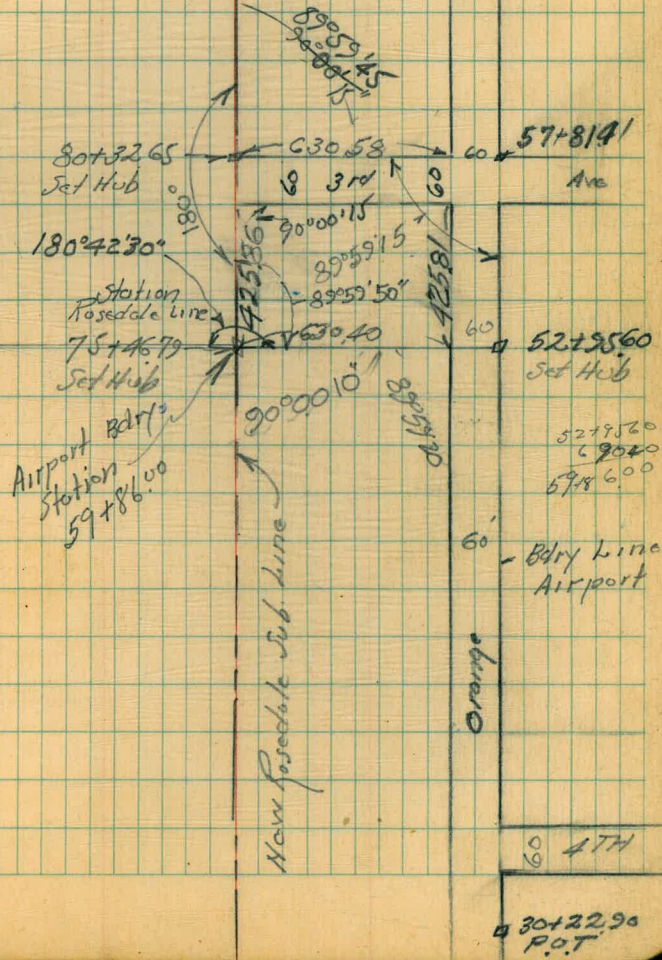 89°59'45
90°00'15"
80+32.65
Set Hub
630.58
60
57+81.41
60
3rd
60
Ave
180°
90°00'15
180°42'30"
425.86
89°59'15
425.81
Station
Rosedale Line
89°59'50"
630.40
60
75+46.79
Set Hub
52+95.60
Set Hub
90°00'10"
Airport Bdry
Station
59+86.00
52+9560
6 9040
59+86.00
60'
Bdry Line
Airport
New Rosedale Sub. Line
Orange
60
4TH
30+22.90
P.O.T